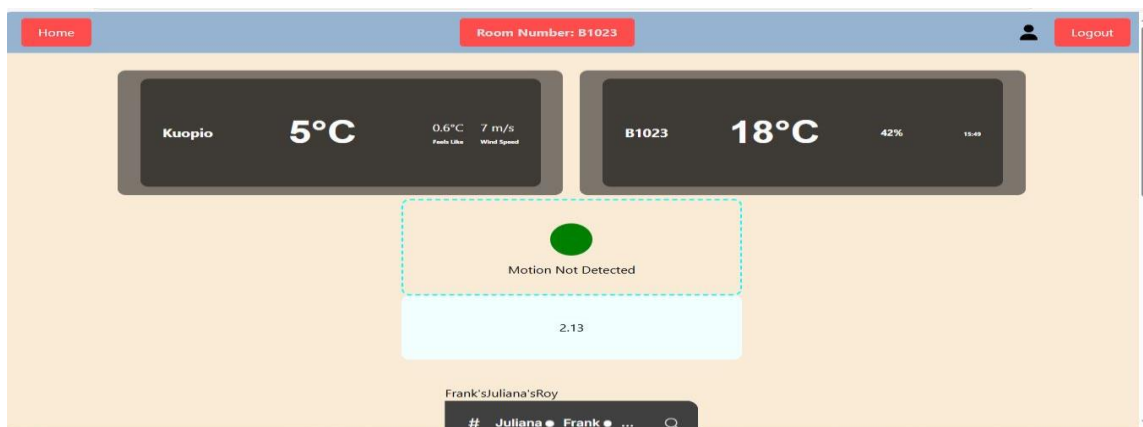 Home
Room Number: B1023
Logout
Kuopio
5°C
0.6°C 7 m/s
Feels Like Wind Speed
B1023
18°C
42%
15:49
Motion Not Detected
2.13
Frank'sJuliana'sRoy
# Juliana● Frank● ...